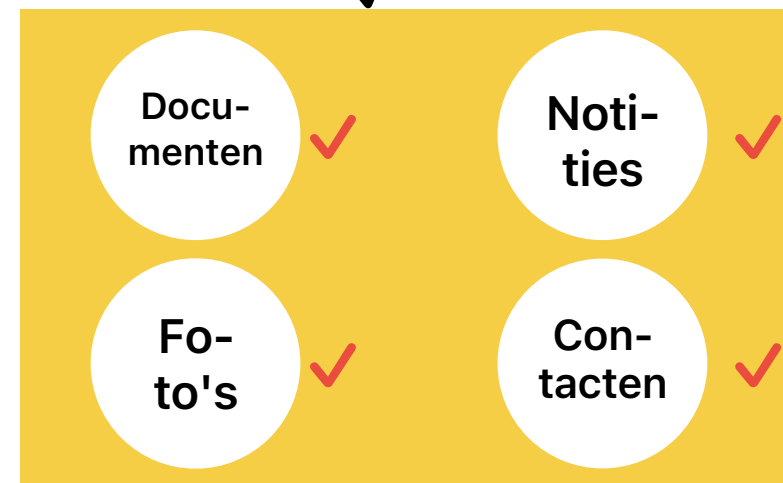 Docu-
menten
Noti-
ties
Fo-
to's
Con-
tacten